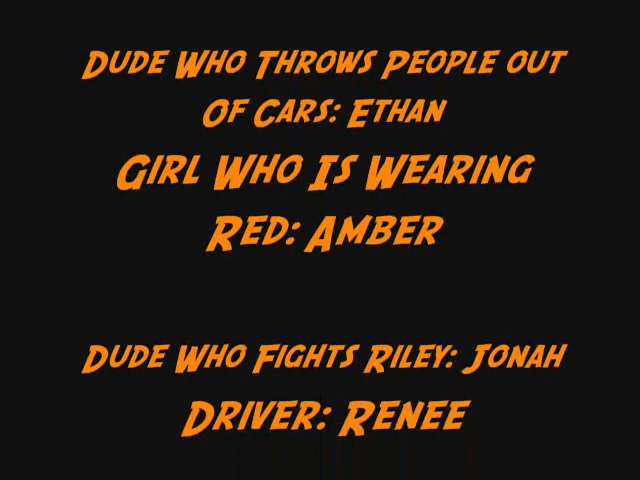 Dude Who Throws People out
Of Cars: Ethan
Girl Who Is Wearing
Red: Amber
Dude Who Fights Riley: Jonah
Driver: Renee